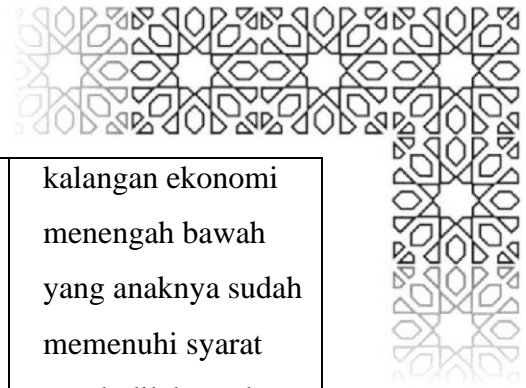 kalangan ekonomi
menengah bawah
yang anaknya sudah
memenuhi syarat